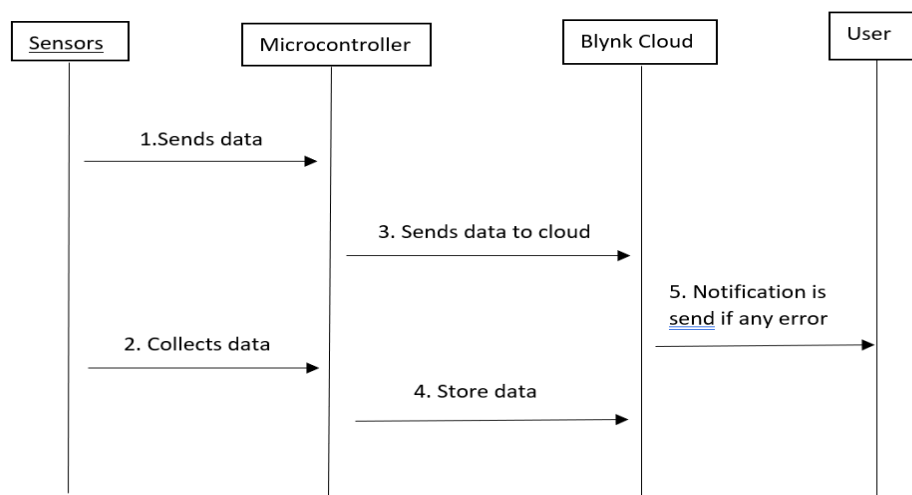 Sensors
Microcontroller
Blynk Cloud
User
1.Sends data
3. Sends data to cloud
5. Notification is
send if any error
2. Collects data
4. Store data